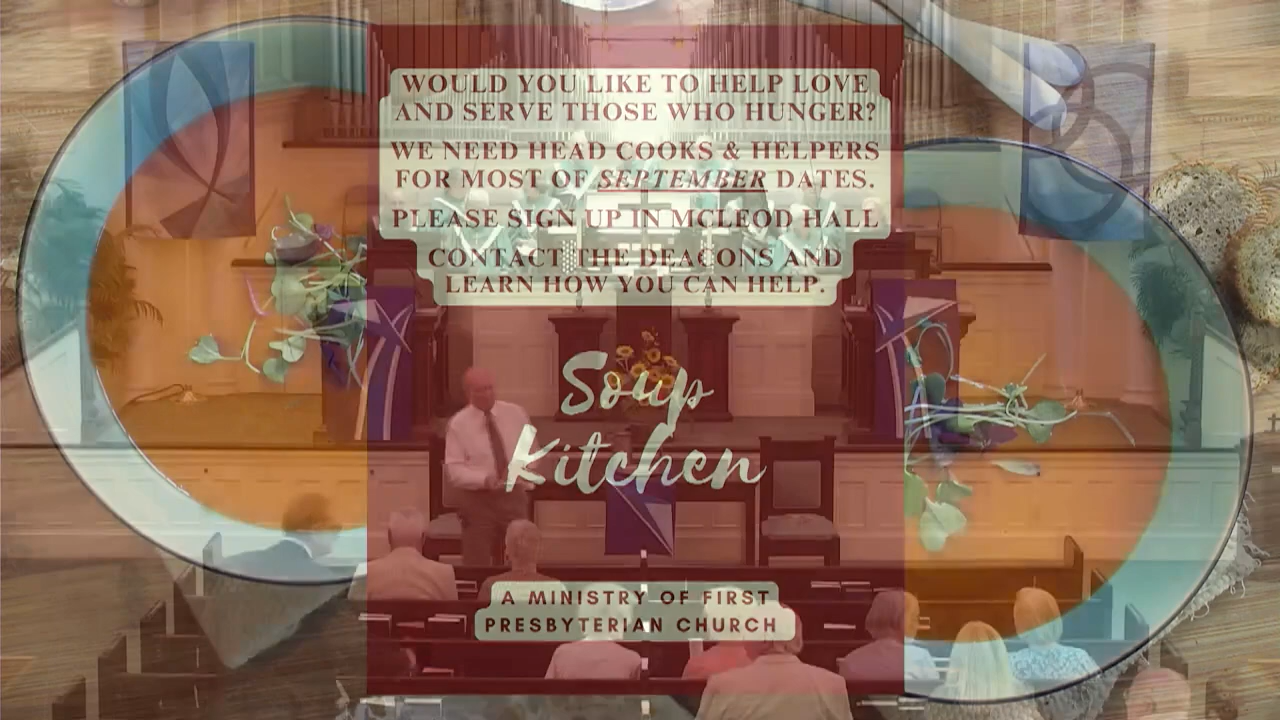 WOULD YOU LIKE TO HELP LOVE
AND SERVE THOSE WHO HUNGER?
WE NEED HEAD COOKS & HELPERS
FOR MOST OF SEPTEMBER DATES.
PLEASE SIGN UP IN MCLEOD HALL
CONTACT THE DEACONS AND
LEARN HOW YOU CAN HELP.
Soup
Kitchen
A MINISTRY OF FIRST
PRESBYTERIAN CHURCH